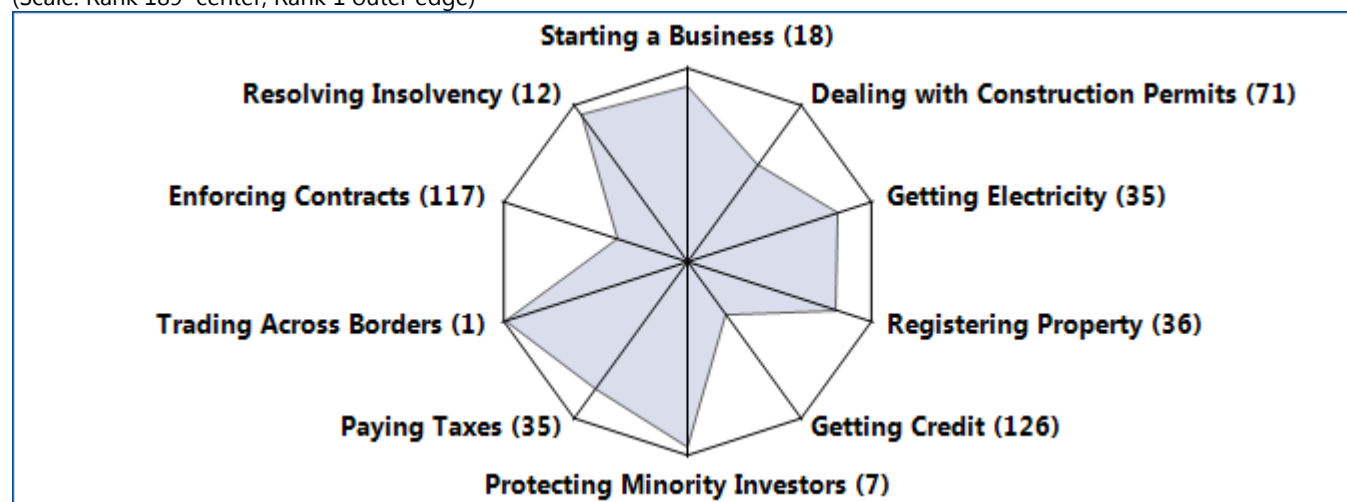 (Scale: Rank 189 center, Rank 1 outer edge)
Starting a Business (18)
Resolving Insolvency (12)
Dealing with Construction Permits (71)
Enforcing Contracts (117)
Getting Electricity (35)
Trading Across Borders (1)
Registering Property (36)
Paying Taxes (35)
Getting Credit (126)
Protecting Minority Investors (7)